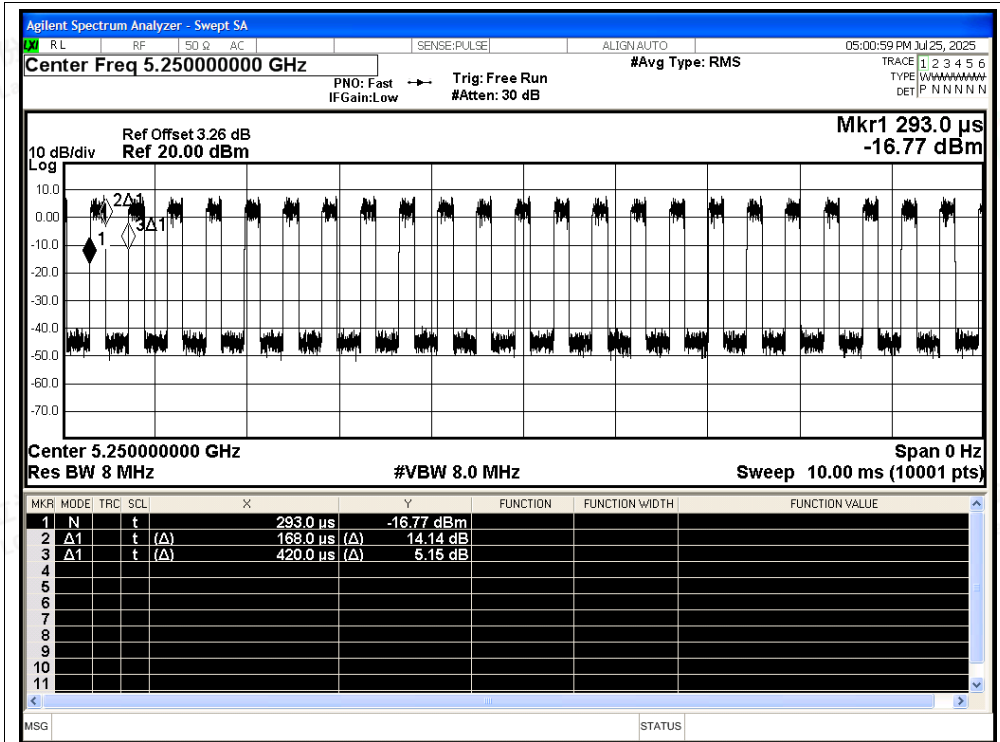 Agilent Spectrum Analyzer - Swept SA
LXI RL RF 50 Ω AC SENSE:PULSE ALIGN AUTO 05:00:59 PM Jul 25, 2025
Center Freq 5.250000000 GHz
#Avg Type: RMS
TRACE 1 2 3 4 5 6
PNO: Fast Trig: Free Run
TYPE W
IFGain:Low #Atten: 30 dB
DET P N N N N N
Mkr1 293.0 µs
-16.77 dBm
Ref Offset 3.26 dB
10 dB/div Ref 20.00 dBm
Log
10.0
0.00
-10.0
-20.0
-30.0
-40.0
-50.0
-60.0
-70.0
2Δ1
3Δ1
1
Center 5.250000000 GHz Span 0 Hz
Res BW 8 MHz #VBW 8.0 MHz Sweep 10.00 ms (10001 pts)
MKR MODE TRC SCL X Y FUNCTION FUNCTION WIDTH FUNCTION VALUE
1 N t 293.0 µs -16.77 dBm
2 Δ1 t (Δ) 168.0 µs (Δ) 14.14 dB
3 Δ1 t (Δ) 420.0 µs (Δ) 5.15 dB
4
5
6
7
8
9
10
11
MSG STATUS